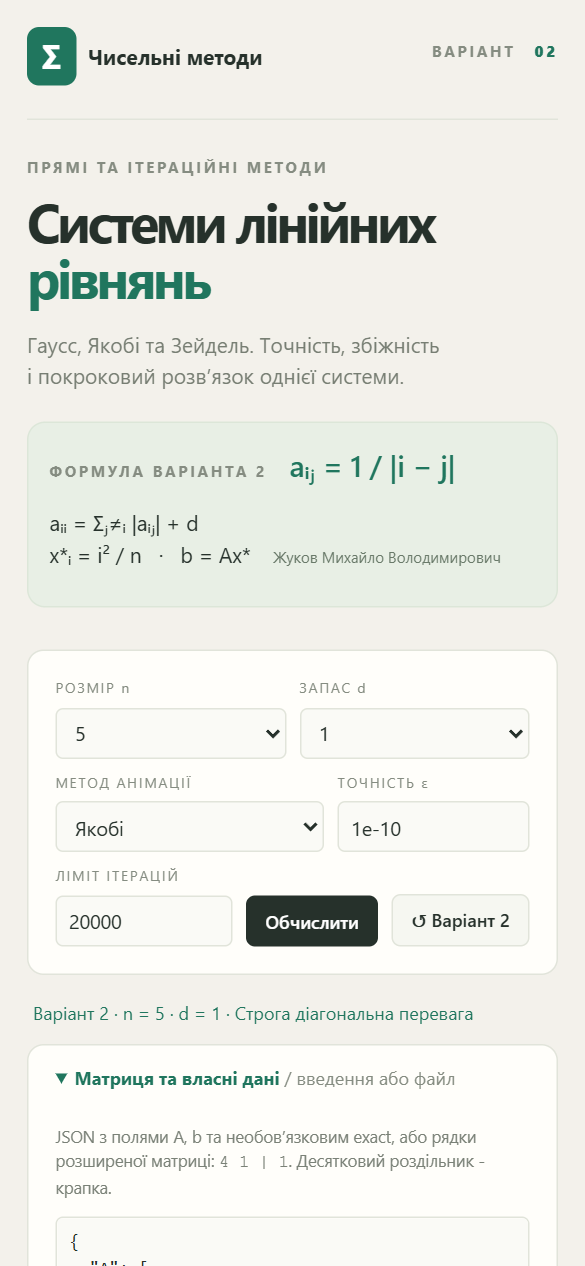 Σ Чисельні методи ВАРІАНТ 02
ПРЯМІ ТА ІТЕРАЦІЙНІ МЕТОДИ
Системи лінійних
рівнянь
Гаусс, Якобі та Зейдель. Точність, збіжність
і покроковий розв’язок однієї системи.
ФОРМУЛА ВАРІАНТА 2 aᵢⱼ = 1 / |i − j|
aᵢᵢ = Σⱼ≠ᵢ |aᵢⱼ| + d
x*ᵢ = i² / n · b = Ax* Жуков Михайло Володимирович
РОЗМІР n ЗАПАС d
5 1
МЕТОД АНІМАЦІЇ ТОЧНІСТЬ ε
Якобі 1e-10
ЛІМІТ ІТЕРАЦІЙ
20000 Обчислити ↺ Варіант 2
Варіант 2 · n = 5 · d = 1 · Строга діагональна перевага
▼ Матриця та власні дані / введення або файл
JSON з полями A, b та необов’язковим exact, або рядки
розширеної матриці: 4 1 | 1. Десятковий роздільник -
крапка.
{
"A": [